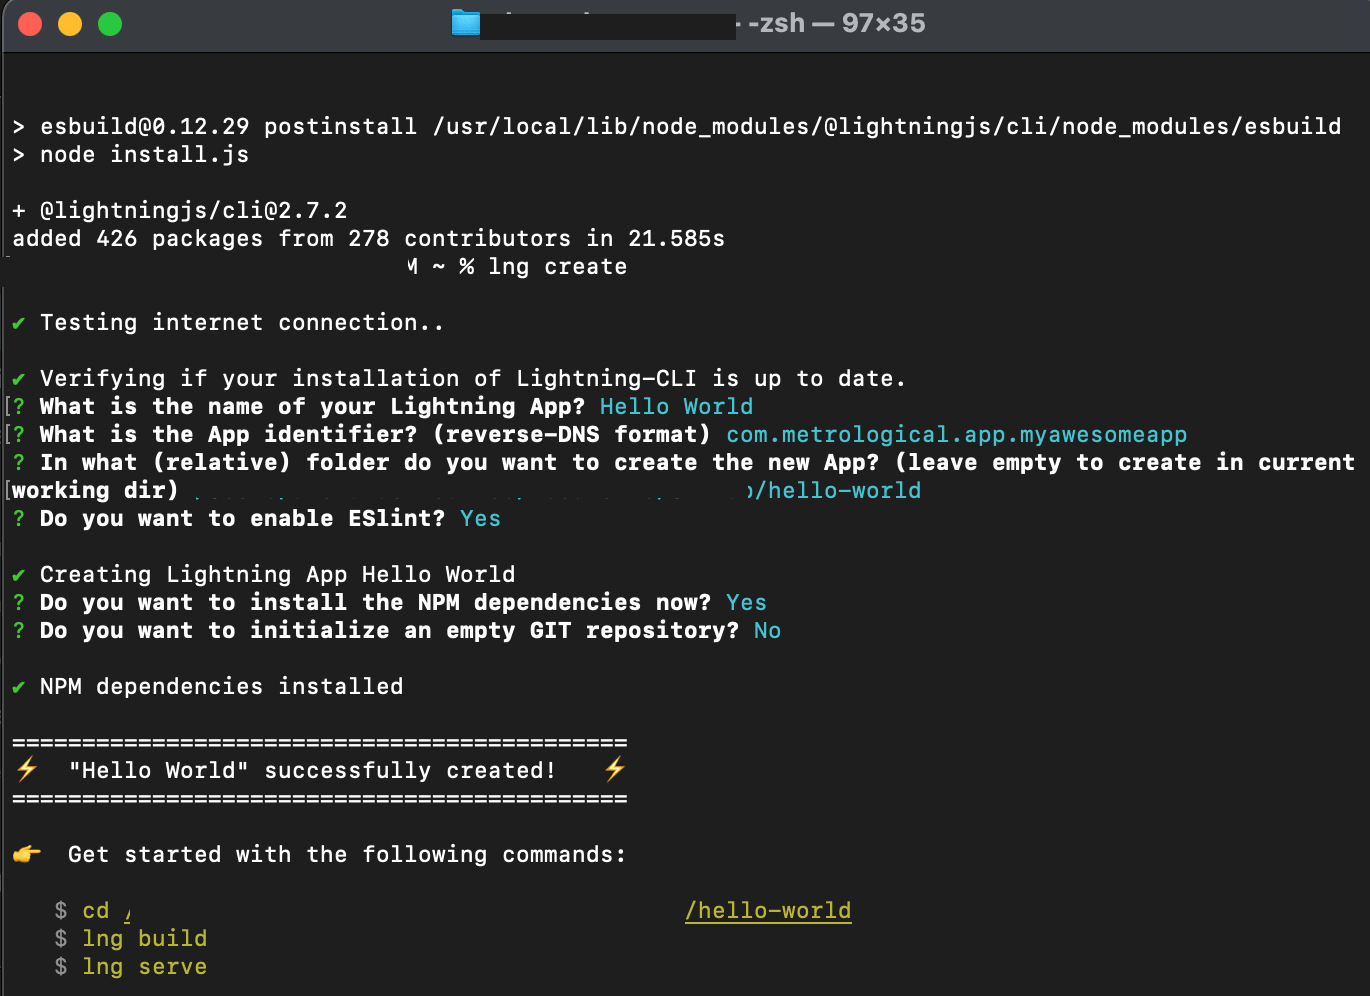 -zsh — 97×35
> esbuild@0.12.29 postinstall /usr/local/lib/node_modules/@lightningjs/cli/node_modules/esbuild
> node install.js
+ @lightningjs/cli@2.7.2
added 426 packages from 278 contributors in 21.585s
~ % lng create
✔ Testing internet connection..
✔ Verifying if your installation of Lightning-CLI is up to date.
[? What is the name of your Lightning App? Hello World
[? What is the App identifier? (reverse-DNS format) com.metrological.app.myawesomeapp
? In what (relative) folder do you want to create the new App? (leave empty to create in current
[working dir) /hello-world
? Do you want to enable ESlint? Yes
✔ Creating Lightning App Hello World
? Do you want to install the NPM dependencies now? Yes
? Do you want to initialize an empty GIT repository? No
✔ NPM dependencies installed
============================================
⚡ "Hello World" successfully created! ⚡
============================================
👉 Get started with the following commands:
$ cd / /hello-world
$ lng build
$ lng serve